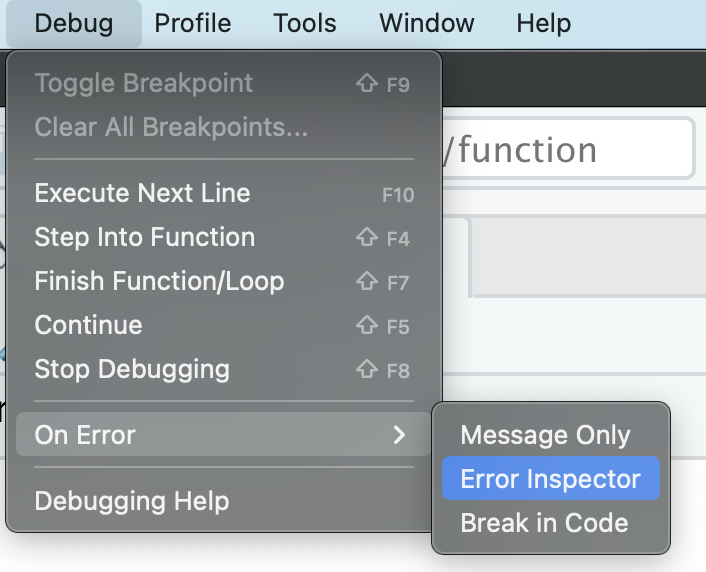 Debug Profile Tools Window Help
Toggle Breakpoint ⇧ F9
Clear All Breakpoints...
/function
Execute Next Line F10
Step Into Function ⇧ F4
Finish Function/Loop ⇧ F7
Continue ⇧ F5
Stop Debugging ⇧ F8
On Error
Message Only
Error Inspector
Debugging Help
Break in Code